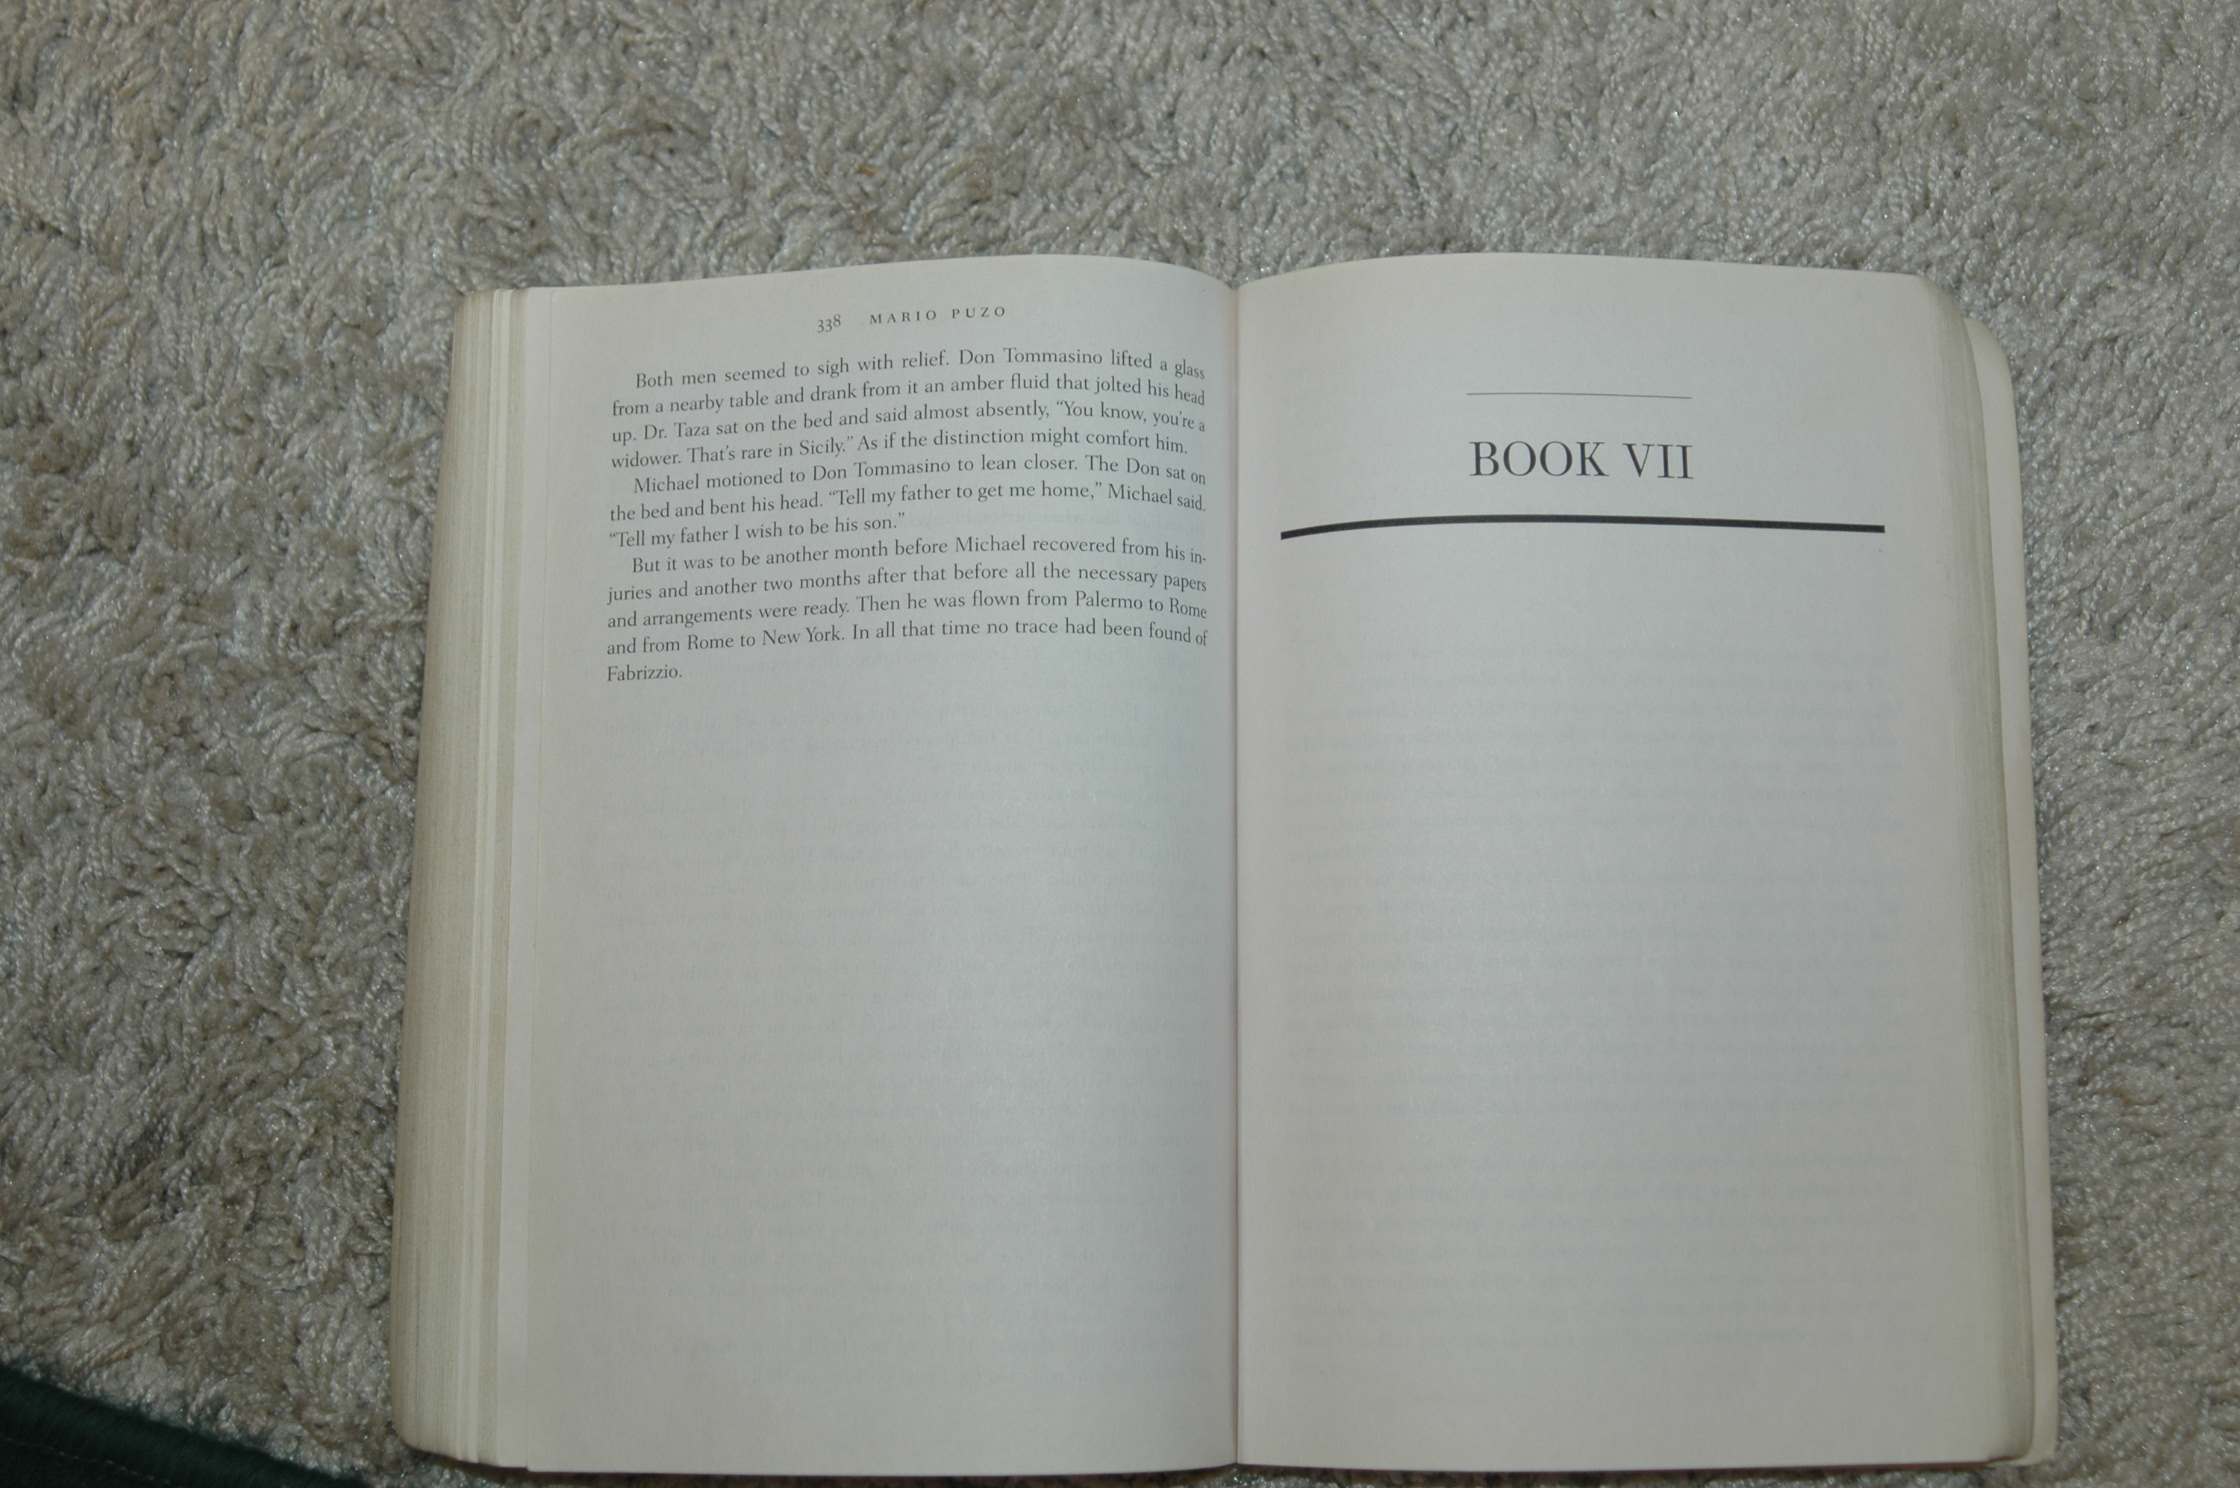 338 MARIO PUZO
Both men seemed to sigh with relief. Don Tommasino lifted a glass
from a nearby table and drank from it an amber fluid that jolted his head
up. Dr. Taza sat on the bed and said almost absently, “You know, you're a
widower. That's rare in Sicily.” As if the distinction might comfort him.
Michael motioned to Don Tommasino to lean closer. The Don sat on
the bed and bent his head. “Tell my father to get me home,” Michael said.
“Tell my father I wish to be his son.”
But it was to be another month before Michael recovered from his in-
juries and another two months after that before all the necessary papers
and arrangements were ready. Then he was flown from Palermo to Rome
and from Rome to New York. In all that time no trace had been found of
Fabrizzio.
BOOK VII